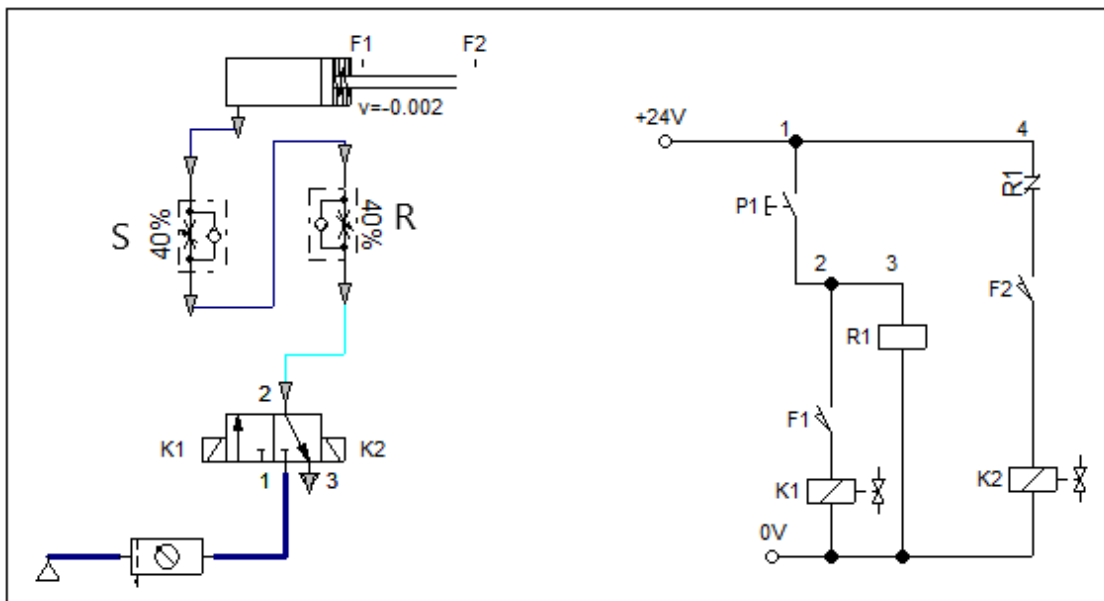 F1 F2
v=-0.002
+24V 1 4
R1
P1
S 40% 40% R
2 3
F2
R1
2
F1
K1 K2
1 3
K1 K2
0V